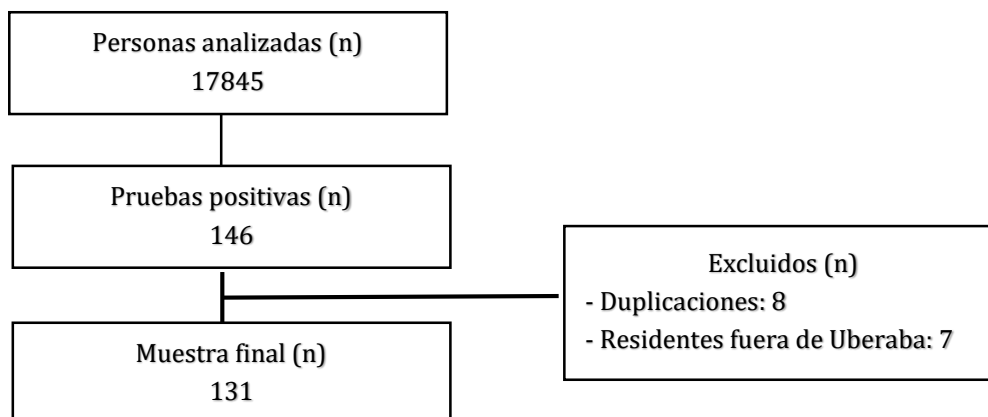 Personas analizadas (n)
17845
Pruebas positivas (n)
146
Excluidos (n)
- Duplicaciones: 8
- Residentes fuera de Uberaba: 7
Muestra final (n)
131